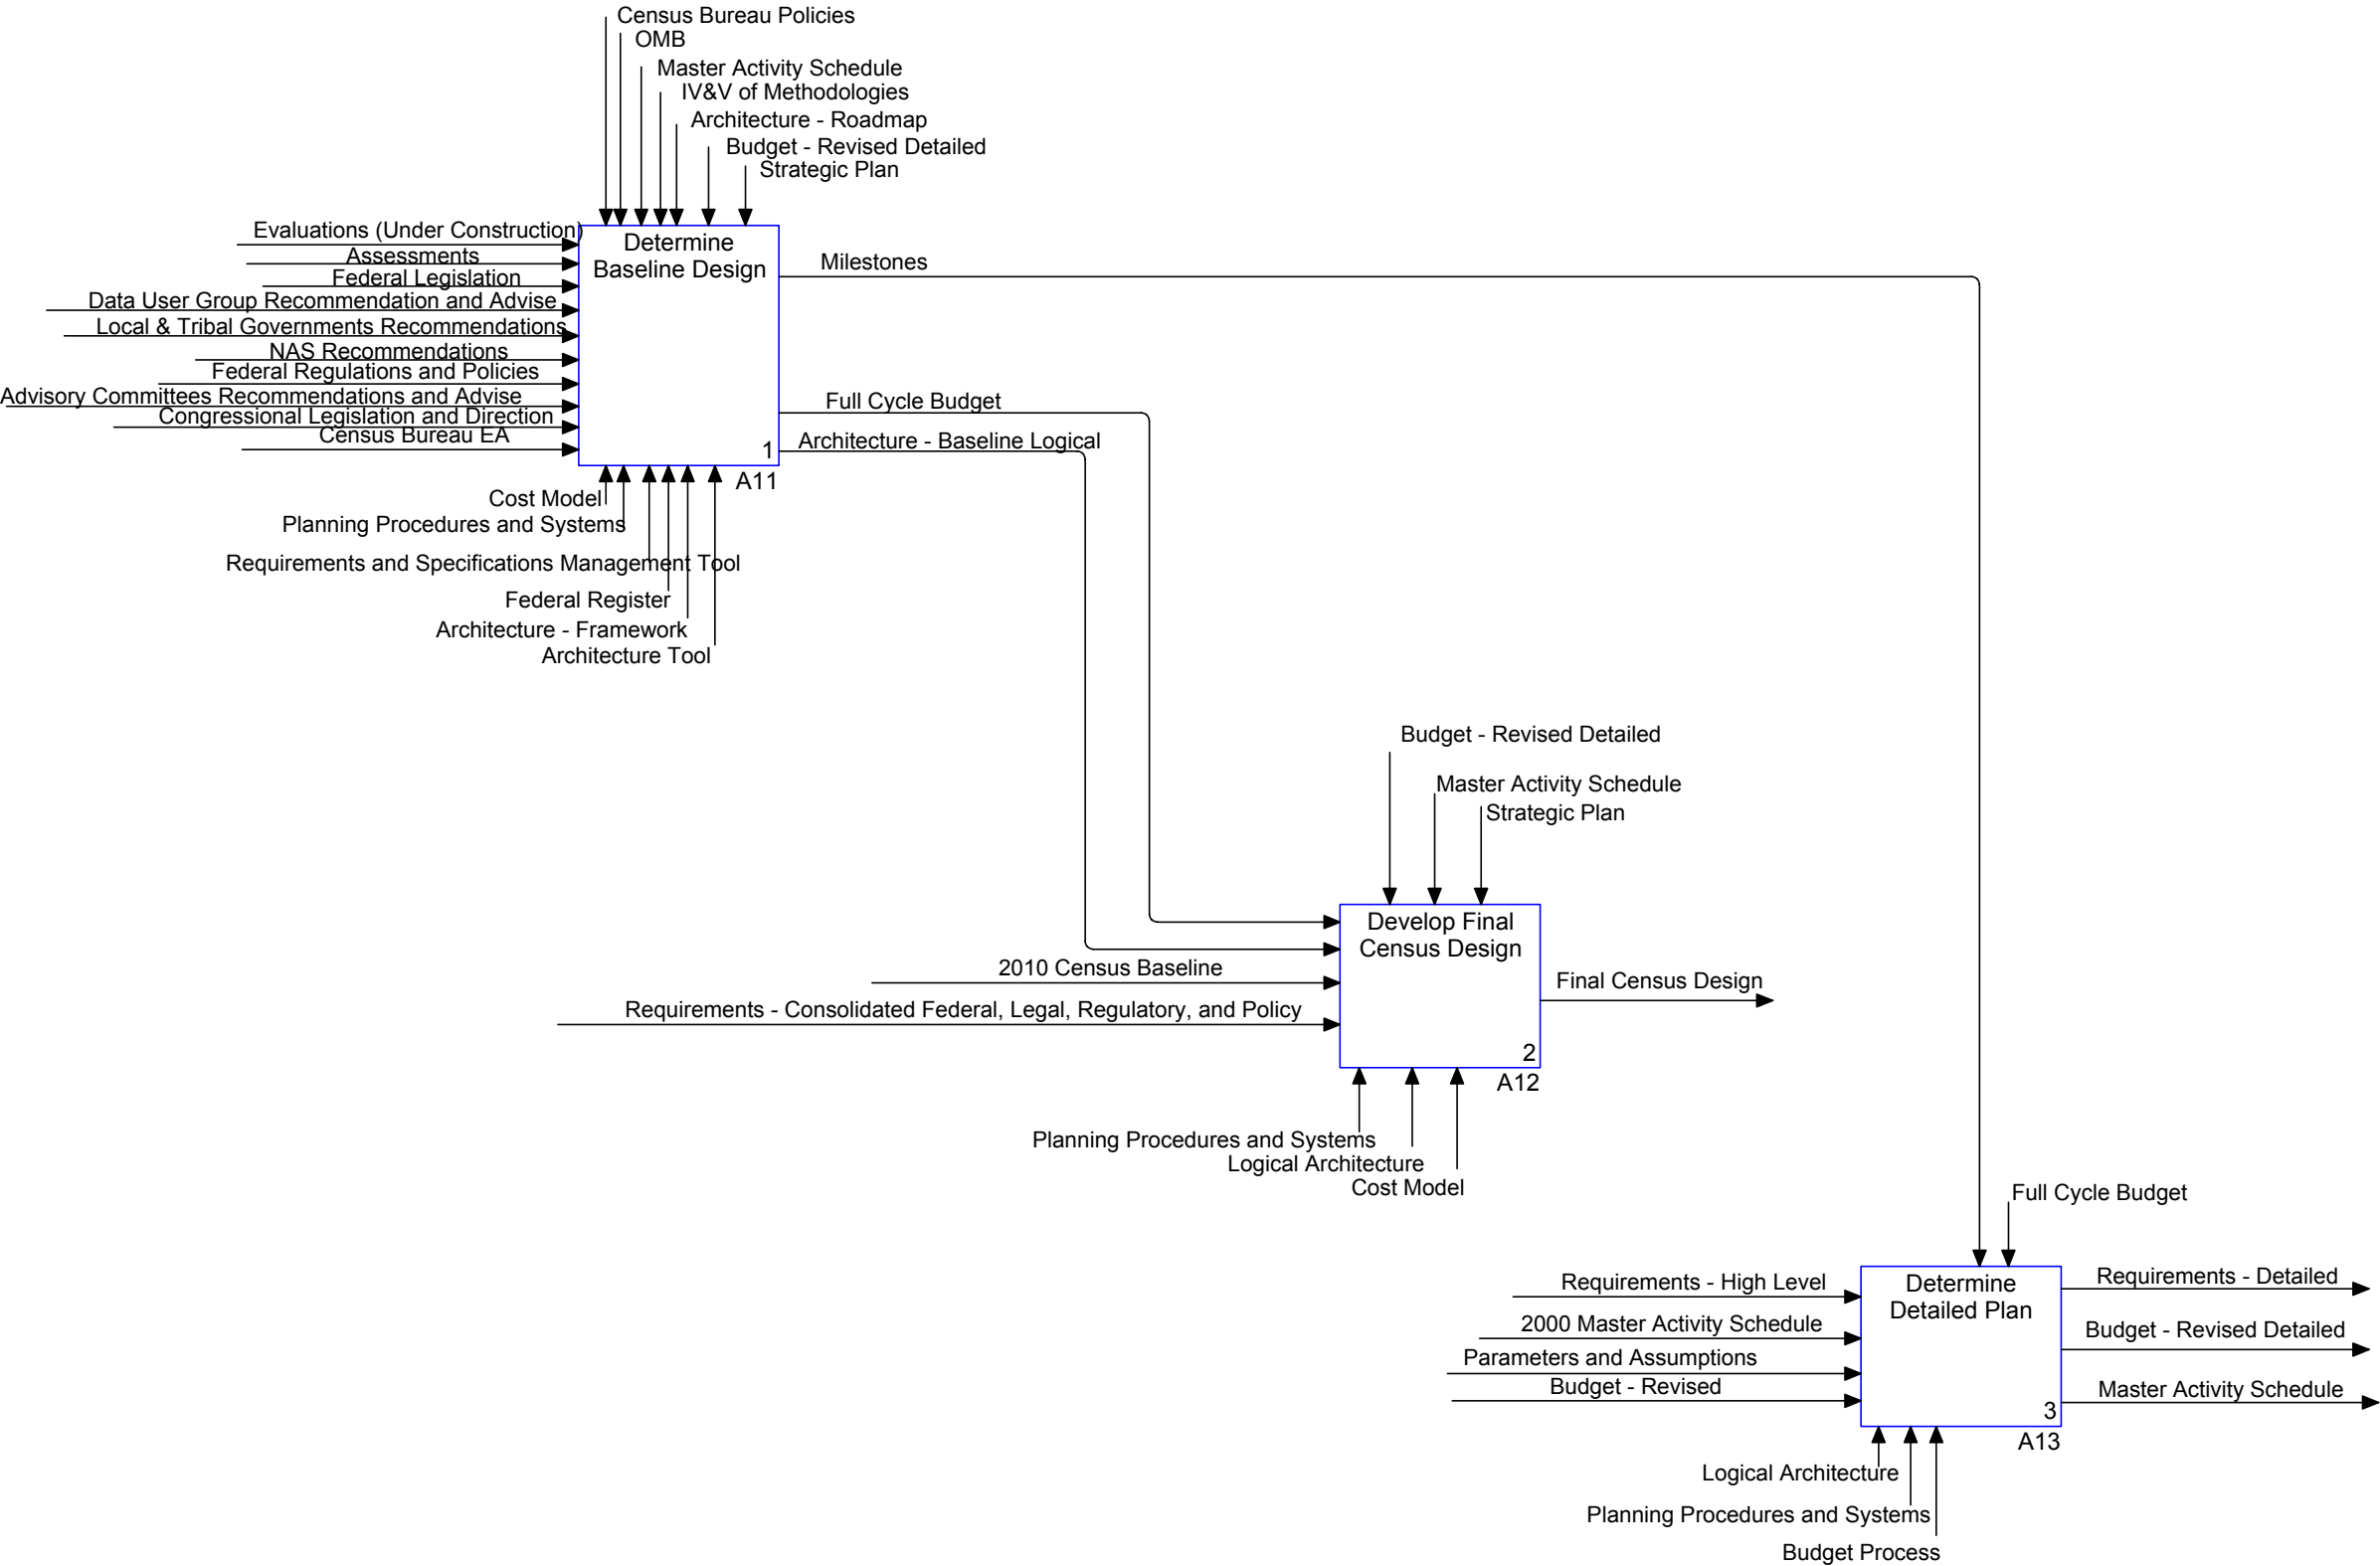 Census Bureau Policies
OMB
Master Activity Schedule
IV&V of Methodologies
Architecture - Roadmap
Budget - Revised Detailed
Strategic Plan
Evaluations (Under Construction)
Assessments
Federal Legislation
Data User Group Recommendation and Advise
Local & Tribal Governments Recommendations
NAS Recommendations
Federal Regulations and Policies
Advisory Committees Recommendations and Advise
Congressional Legislation and Direction
Census Bureau EA
Determine
Baseline Design
1
A11
Milestones
Full Cycle Budget
Architecture - Baseline Logical
Cost Model
Planning Procedures and Systems
Requirements and Specifications Management Tool
Federal Register
Architecture - Framework
Architecture Tool
Budget - Revised Detailed
Master Activity Schedule
Strategic Plan
2010 Census Baseline
Requirements - Consolidated Federal, Legal, Regulatory, and Policy
Develop Final
Census Design
2
A12
Final Census Design
Planning Procedures and Systems
Logical Architecture
Cost Model
Full Cycle Budget
Requirements - High Level
2000 Master Activity Schedule
Parameters and Assumptions
Budget - Revised
Determine
Detailed Plan
3
A13
Requirements - Detailed
Budget - Revised Detailed
Master Activity Schedule
Logical Architecture
Planning Procedures and Systems
Budget Process